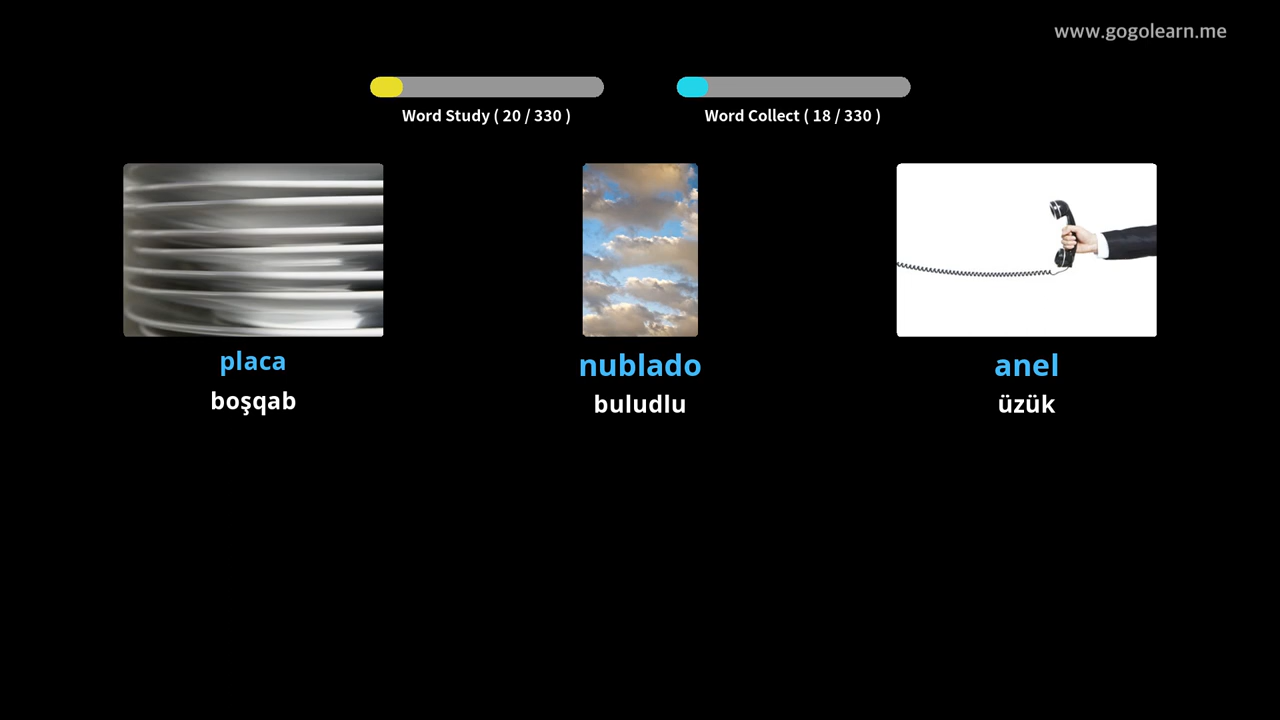 www.gogolearn.me
Word Study ( 20 / 330 )
Word Collect ( 18 / 330 )
placa
boşqab
nublado
buludlu
anel
üzük